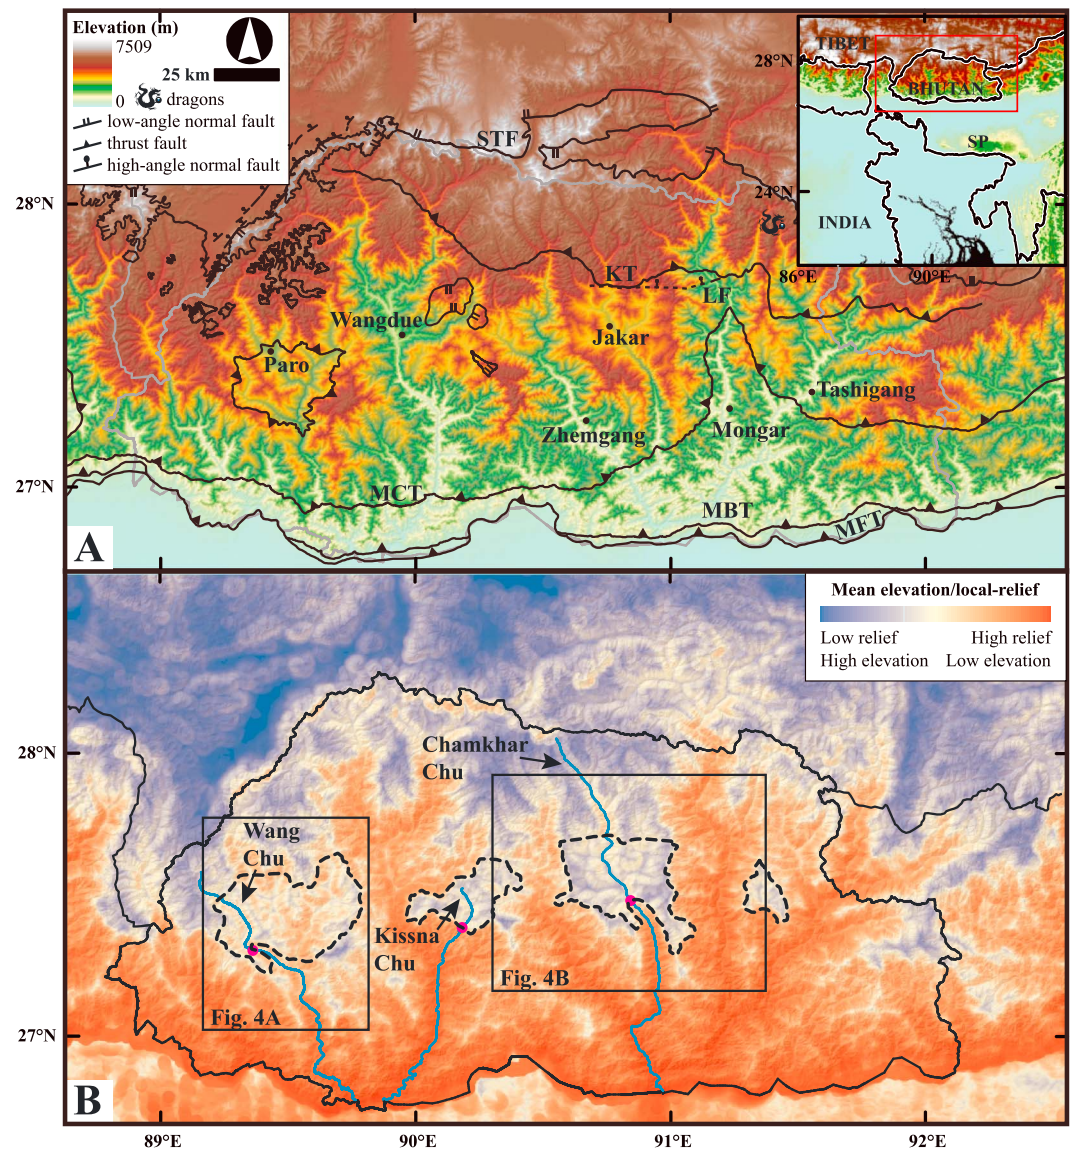 Elevation (m)
7509
0
25 km
dragons
low-angle normal fault
thrust fault
high-angle normal fault
TIBET
BHUTAN
SP
INDIA
28°N
24°N
86°E
90°E
STF
KT
LF
Wangdue
Jakar
Paro
Tashigang
Zhemgang
Mongar
MCT
MBT
MFT
28°N
27°N
A
Mean elevation/local-relief
Low relief
High relief
High elevation
Low elevation
Chamkhar
Chu
Wang
Chu
Kissna
Chu
Fig. 4B
Fig. 4A
28°N
27°N
B
89°E
90°E
91°E
92°E